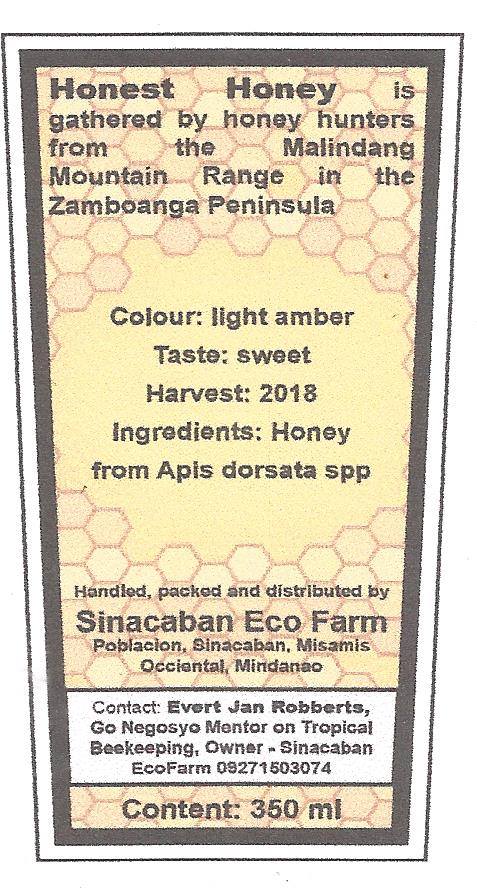 Honest Honey is
gathered by honey hunters
from the Malindang
Mountain Range in the
Zamboanga Peninsula
Colour: light amber
Taste: sweet
Harvest: 2018
Ingredients: Honey
from Apis dorsata spp
Handled, packed and distributed by
Sinacaban Eco Farm
Poblacion, Sinacaban, Misamis
Occiental, Mindanao
Contact: Evert Jan Robberts,
Go Negosyo Mentor on Tropical
Beekeeping, Owner - Sinacaban
EcoFarm 09271503074
Content: 350 ml